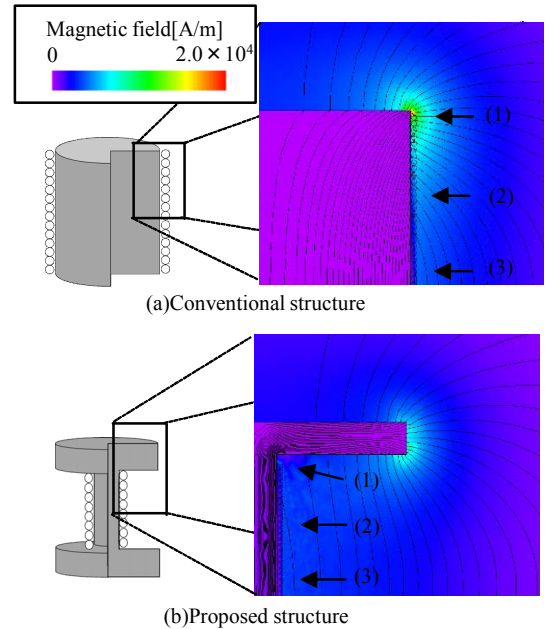 Magnetic field[A/m]
0 2.0×10⁴
(1)
(2)
(3)
(a)Conventional structure
(1)
(2)
(3)
(b)Proposed structure